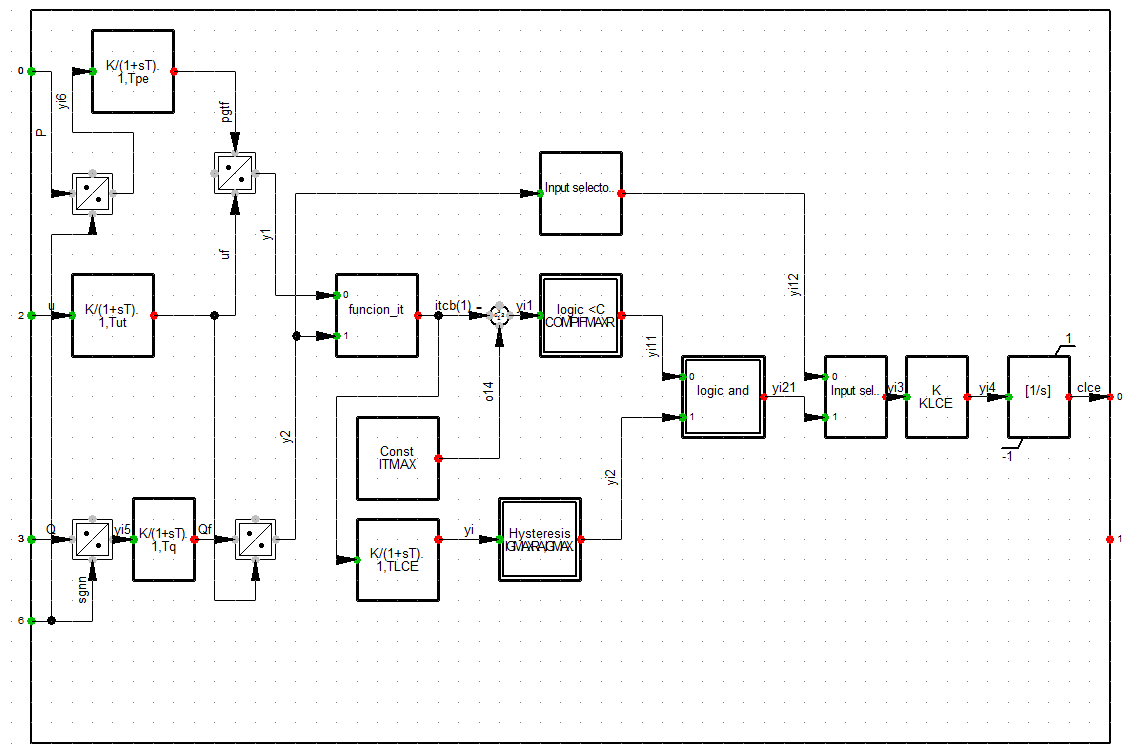 K/(1+sT).
1,Tpe
0
yi6
P
pgtf
Input selecto..
uf
y1
yi12
2
u
K/(1+sT).
1,Tut
0
funcion_it
1
itcb(1)
-
yi1
logic <C
COMPIFMAXR
yi11
o14
1
0
logic and
1
yi21
0
Input sel..
1
yi3
K
KLCE
yi4
[1/s]
clce
0
-1
y2
Const
ITMAX
yi2
3
Q
yi5
K/(1+sT).
1,Tq
Qf
K/(1+sT).
1,TLCE
yi
Hysteresis
1
sgnn
6